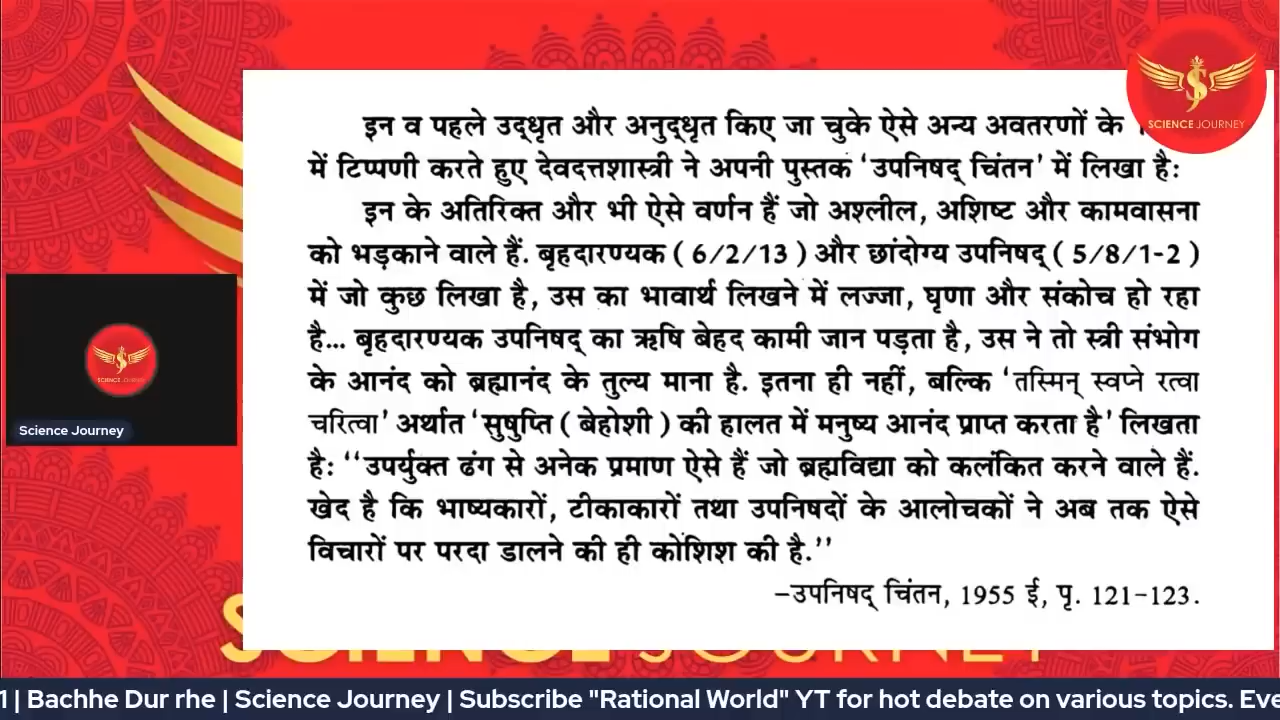 इन व पहले उद्धृत और अनुद्धृत किए जा चुके ऐसे अन्य अवतरणों के
में टिप्पणी करते हुए देवदत्तशास्त्री ने अपनी पुस्तक ‘उपनिषद् चिंतन’ में लिखा है:
इन के अतिरिक्त और भी ऐसे वर्णन हैं जो अश्लील, अशिष्ट और कामवासना
को भड़काने वाले हैं. बृहदारण्यक ( 6/2/13 ) और छांदोग्य उपनिषद् ( 5/8/1-2 )
में जो कुछ लिखा है, उस का भावार्थ लिखने में लज्जा, घृणा और संकोच हो रहा
है... बृहदारण्यक उपनिषद् का ऋषि बेहद कामी जान पड़ता है, उस ने तो स्त्री संभोग
के आनंद को ब्रह्मानंद के तुल्य माना है. इतना ही नहीं, बल्कि ‘तस्मिन् स्वप्ने रत्वा
चरित्वा’ अर्थात ‘सुषुप्ति ( बेहोशी ) की हालत में मनुष्य आनंद प्राप्त करता है’ लिखता
है: ‘‘उपर्युक्त ढंग से अनेक प्रमाण ऐसे हैं जो ब्रह्मविद्या को कलंकित करने वाले हैं.
खेद है कि भाष्यकारों, टीकाकारों तथा उपनिषदों के आलोचकों ने अब तक ऐसे
विचारों पर परदा डालने की ही कोशिश की है.’’
–उपनिषद् चिंतन, 1955 ई, पृ. 121-123.
SCIENCE JOURNEY
SCIENCE JOURNEY
Science Journey
SCIENCE JOURNEY
1 | Bachhe Dur rhe | Science Journey | Subscribe "Rational World" YT for hot debate on various topics. Eve